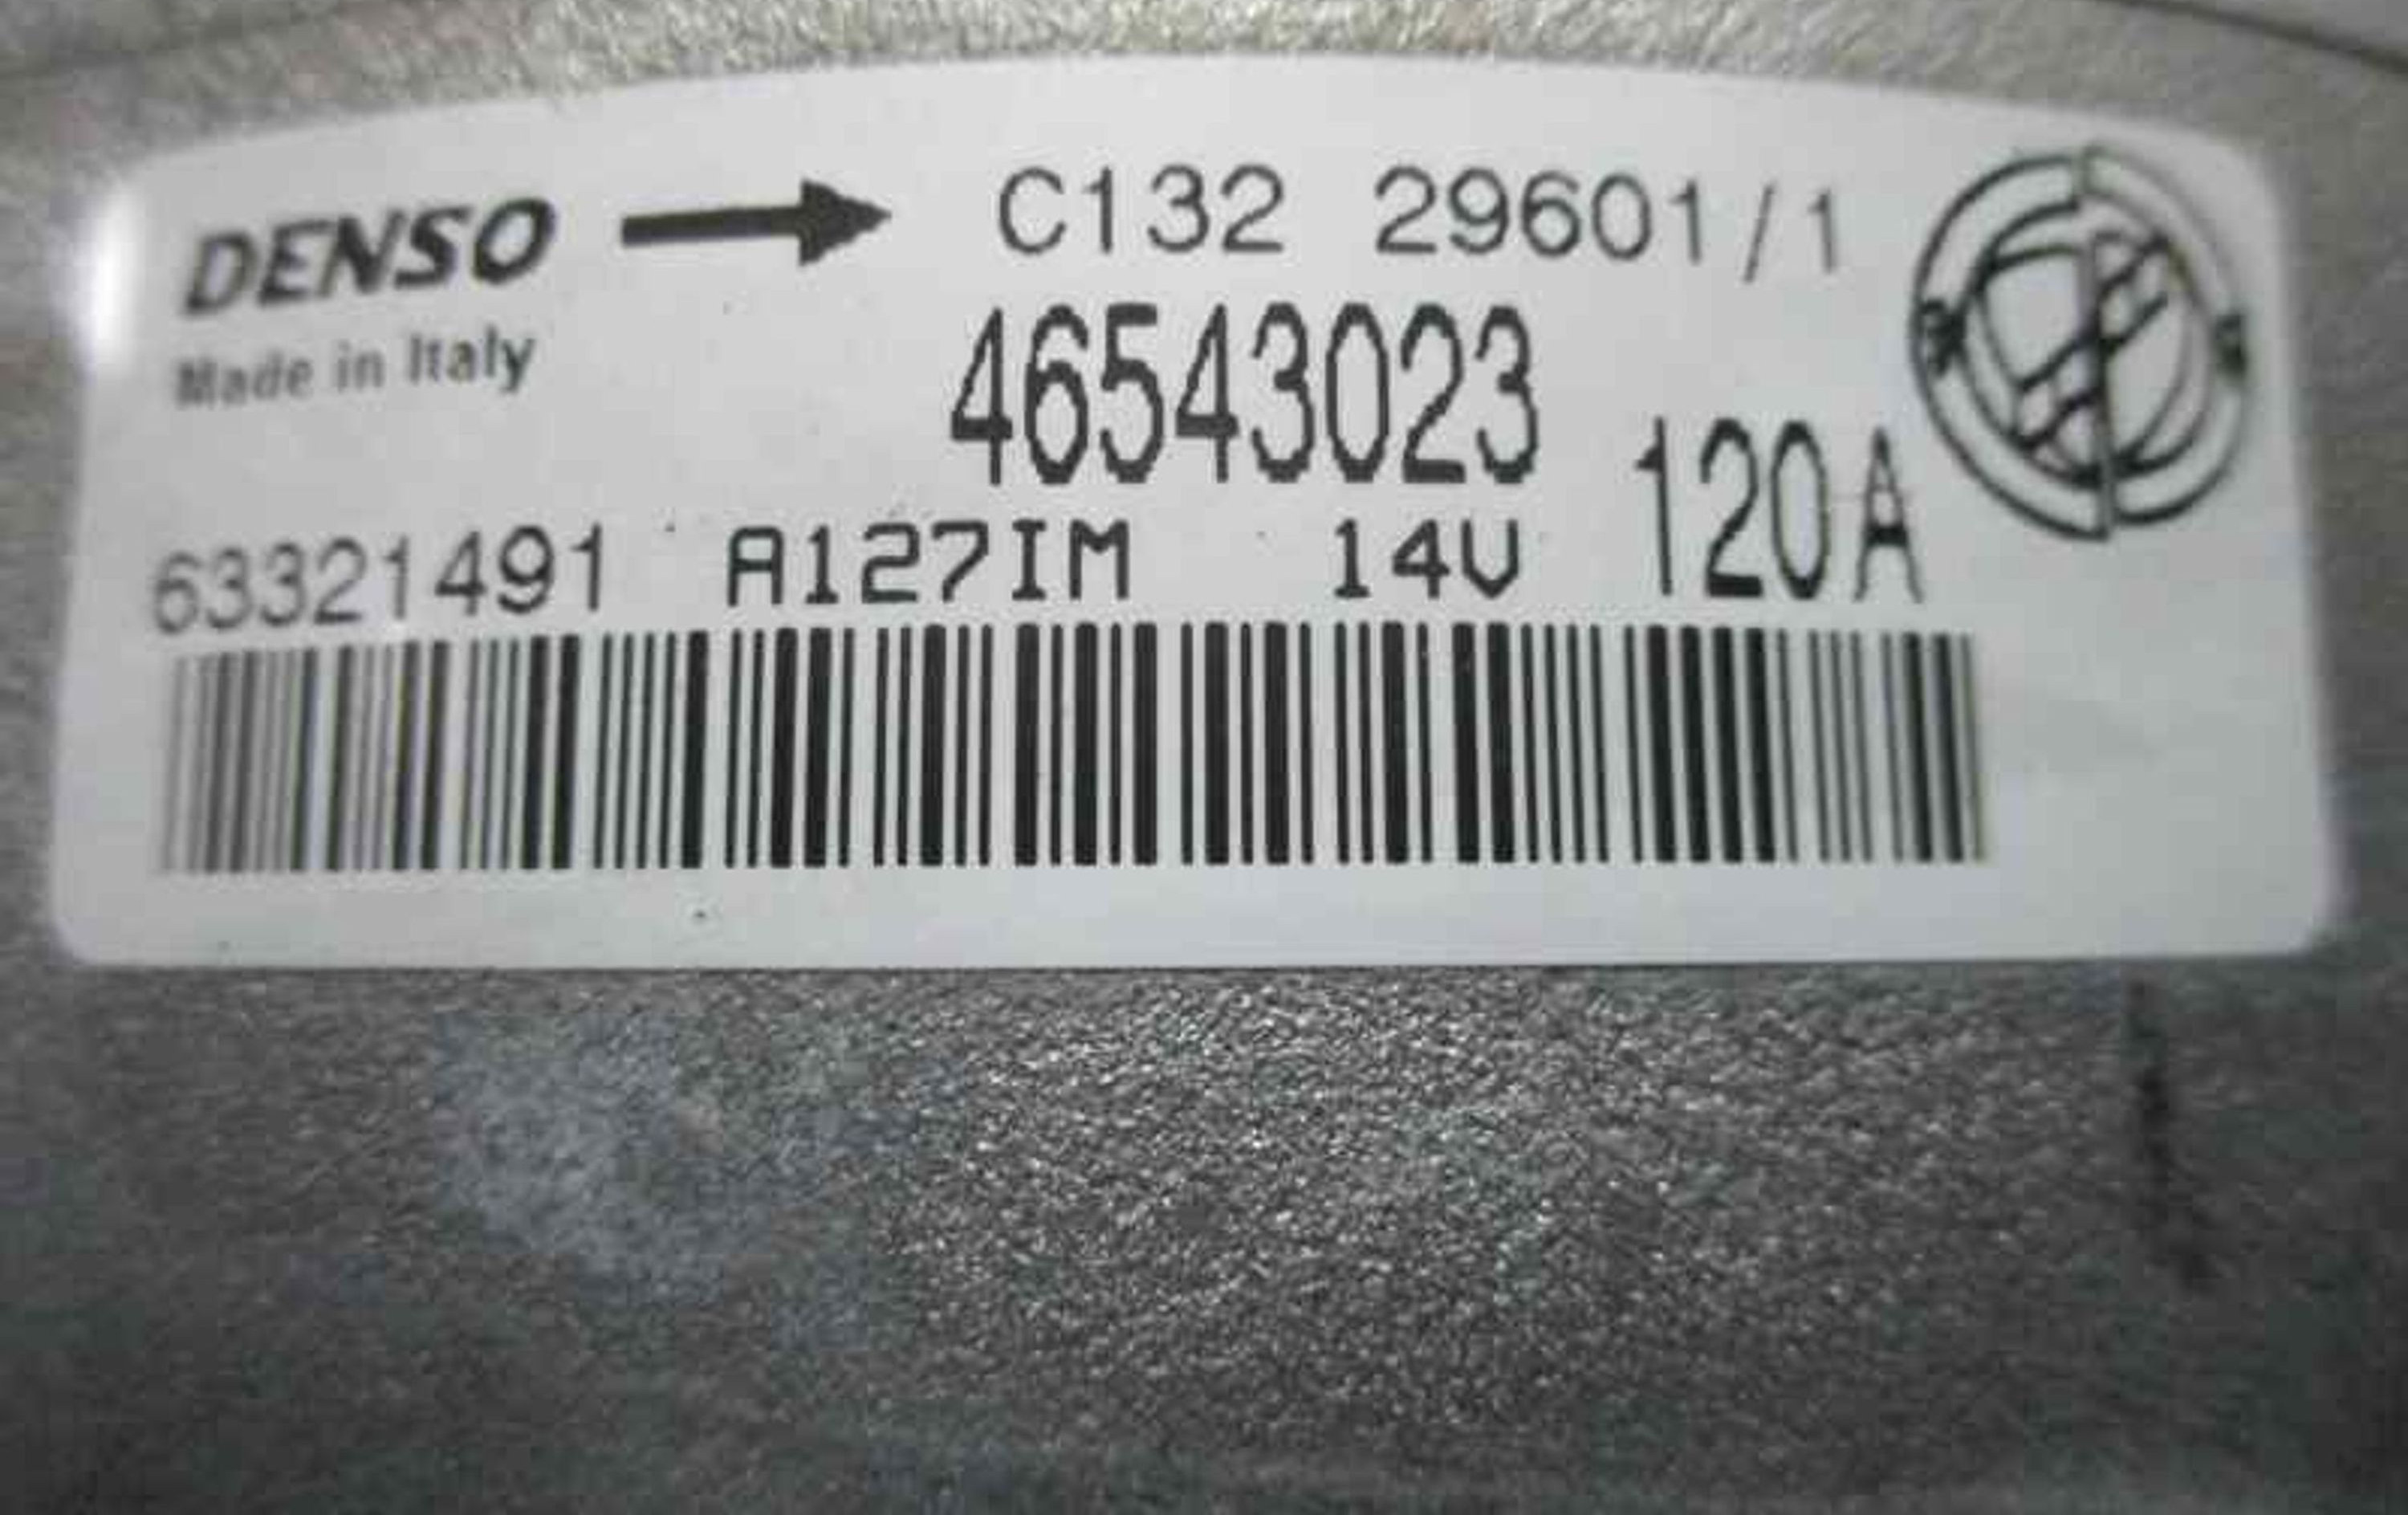 DENSO → C132 29601/1
Made in Italy
46543023
120A
63321491 A127IM 14V